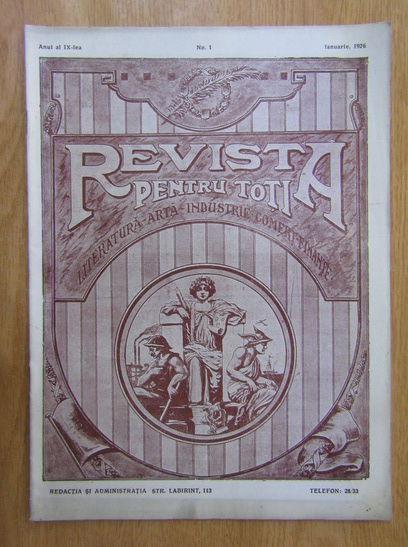 Anul al IX-lea No. 1 Ianuarie, 1926
REVISTA
PENTRU TOȚI
LITERATURĂ-ARTĂ-INDUSTRIE-COMERȚ-FINANȚE
REDACȚIA ȘI ADMINISTRAȚIA STR. LABIRINT, 113 TELEFON: 28/33